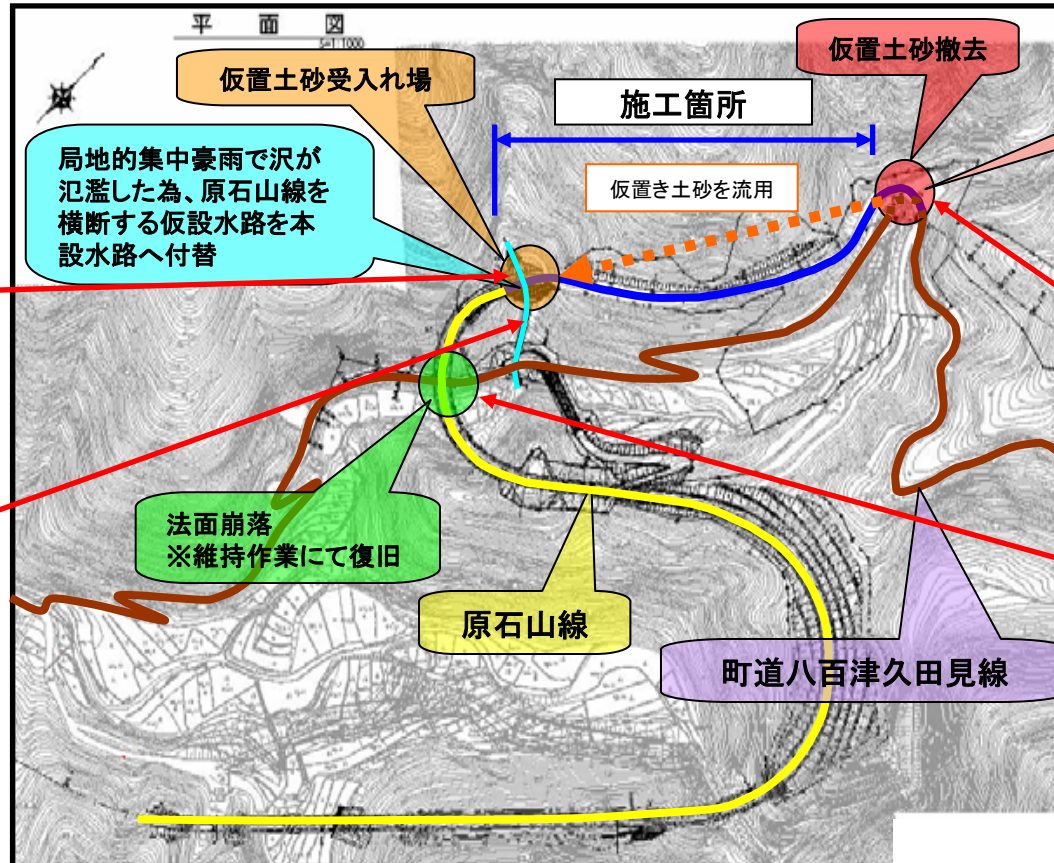 平面図
S=1:1000
仮置土砂撤去
仮置土砂受入れ場
施工箇所
局地的集中豪雨で沢が
氾濫した為、原石山線を
横断する仮設水路を本
設水路へ付替
仮置き土砂を流用
法面崩落
※維持作業にて復旧
原石山線
町道八百津久田見線